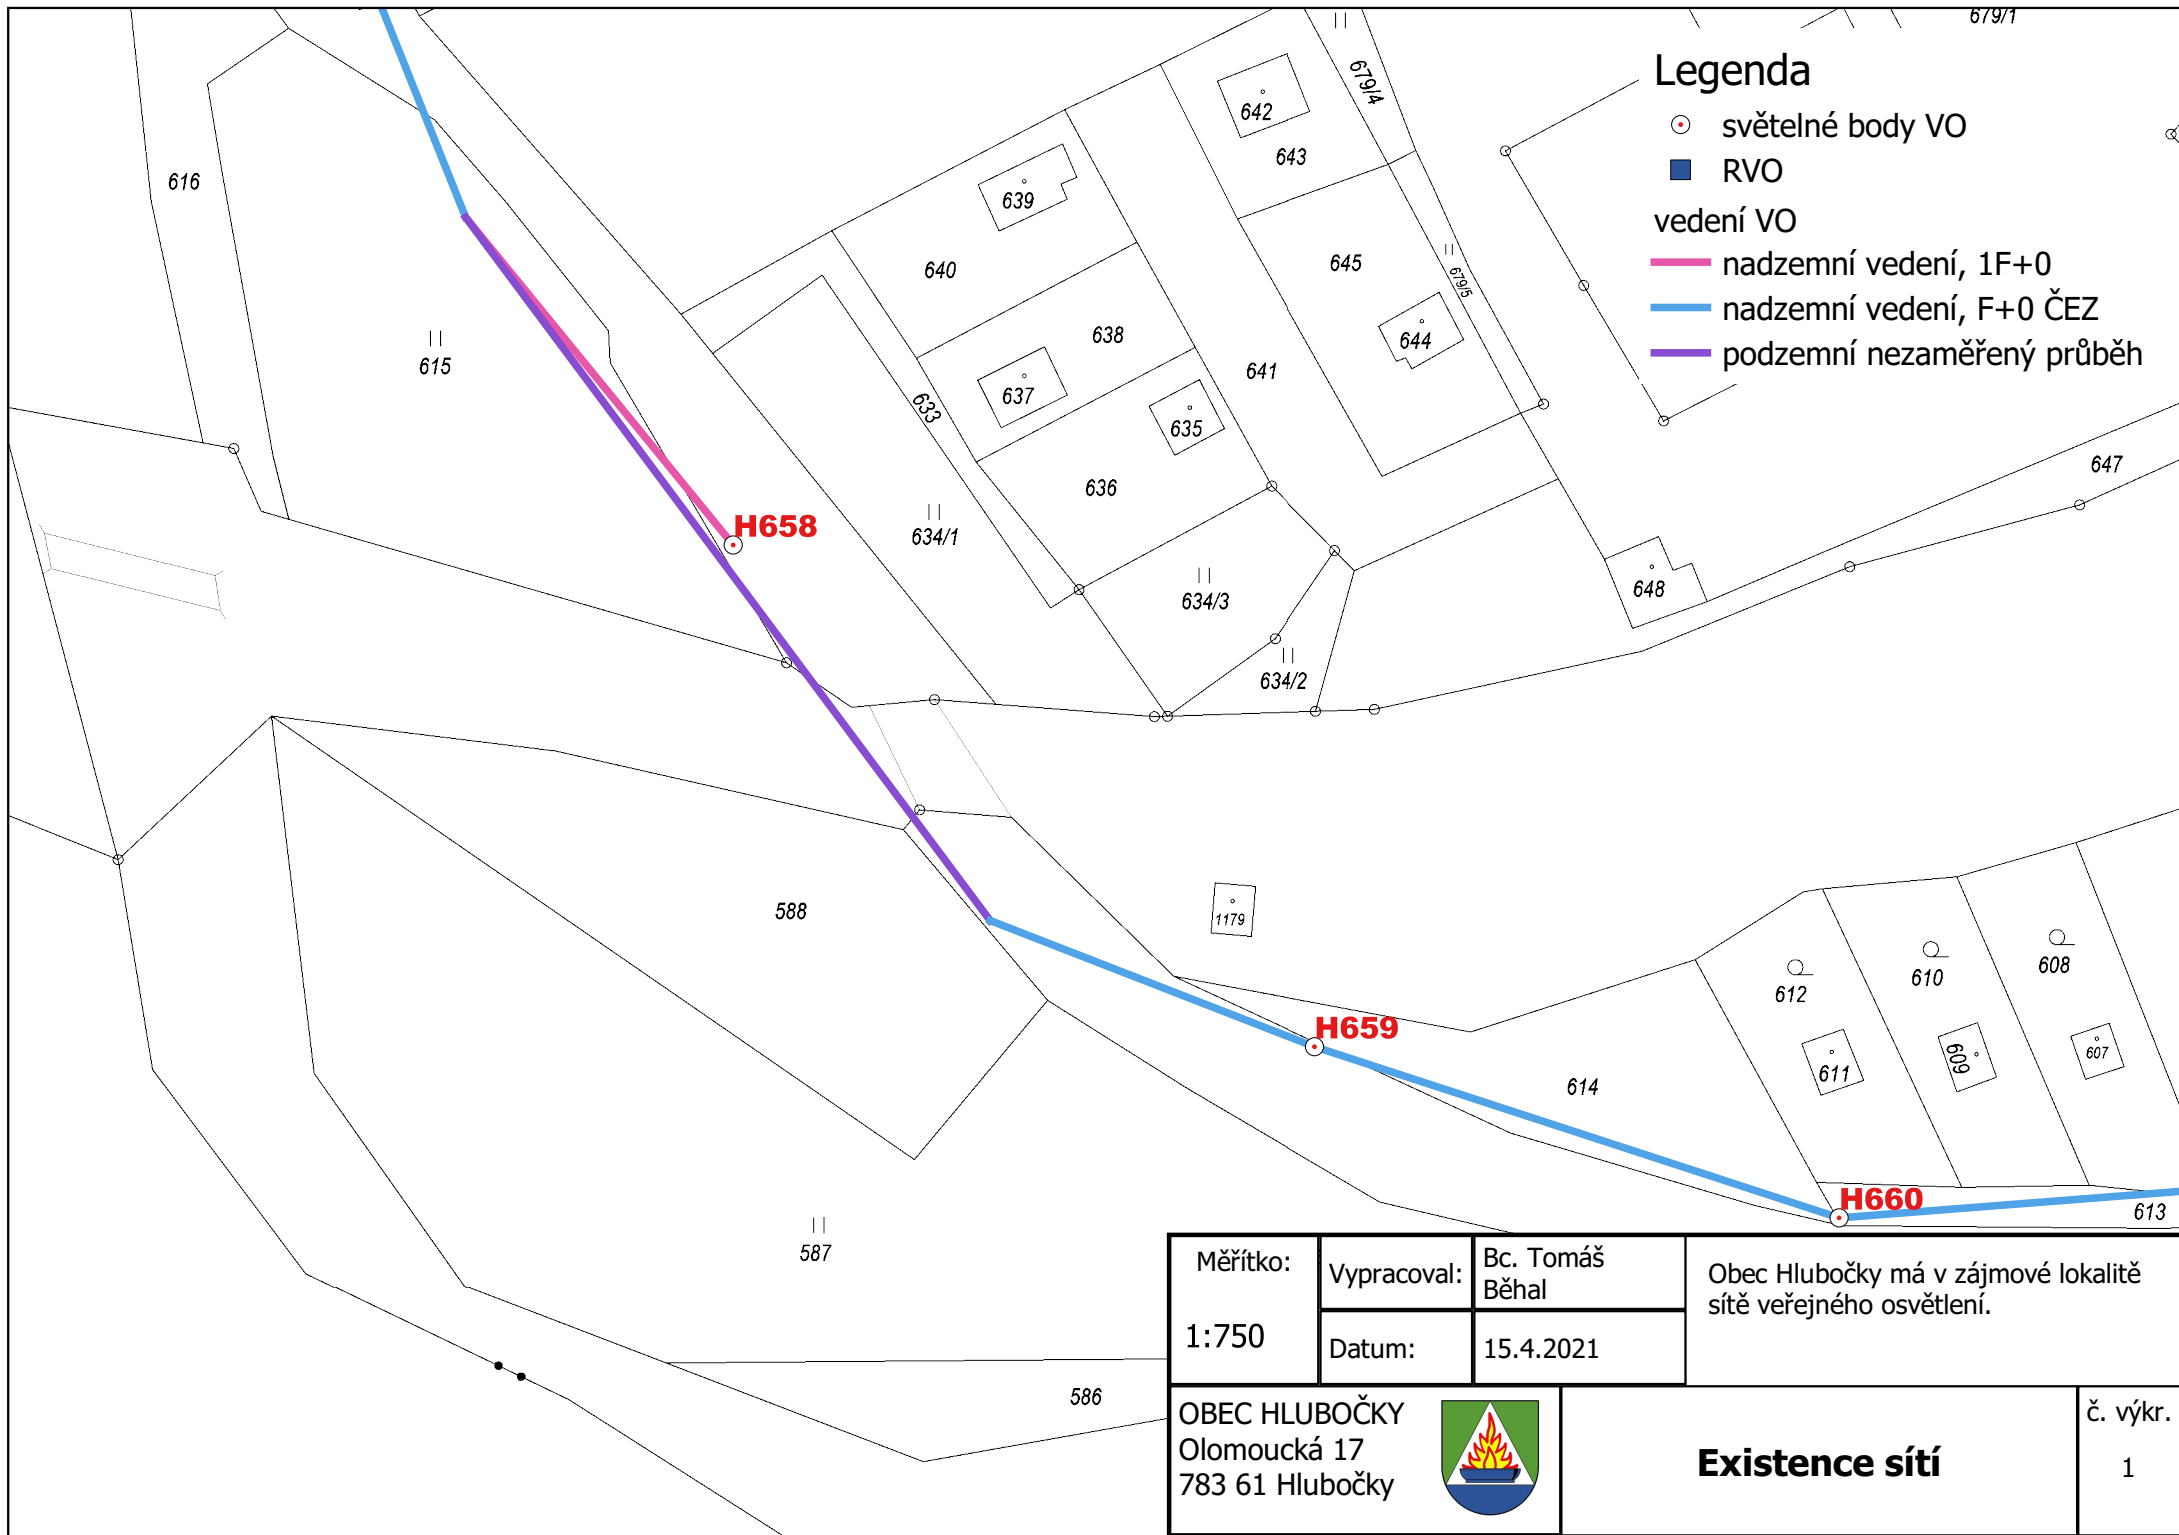 679/1
679/4
Legenda
světelné body VO
RVO
vedení VO
nadzemní vedení, 1F+0
nadzemní vedení, F+0 ČEZ
podzemní nezaměřený průběh
642
643
616
639
640
645
679/5
638
644
615
641
637
633
635
636
647
H658
634/1
648
634/3
634/2
588
1179
612
610
608
H659
611
609
607
614
H660
613
587
586
Měřítko:
1:750
Vypracoval:
Bc. Tomáš
Běhal
Datum:
15.4.2021
Obec Hlubočky má v zájmové lokalitě
sítě veřejného osvětlení.
OBEC HLUBOČKY
Olomoucká 17
783 61 Hlubočky
Existence sítí
č. výkr.
1